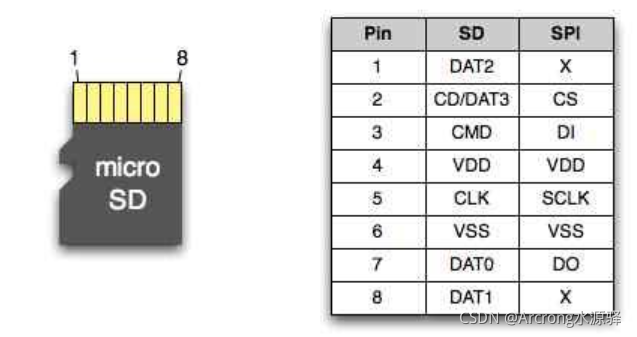 1 8
micro
SD
Pin SD SPI
1 DAT2 X
2 CD/DAT3 CS
3 CMD DI
4 VDD VDD
5 CLK SCLK
6 VSS VSS
7 DAT0 DO
8 DAT1 X
CSDN @Arcrong水源驿